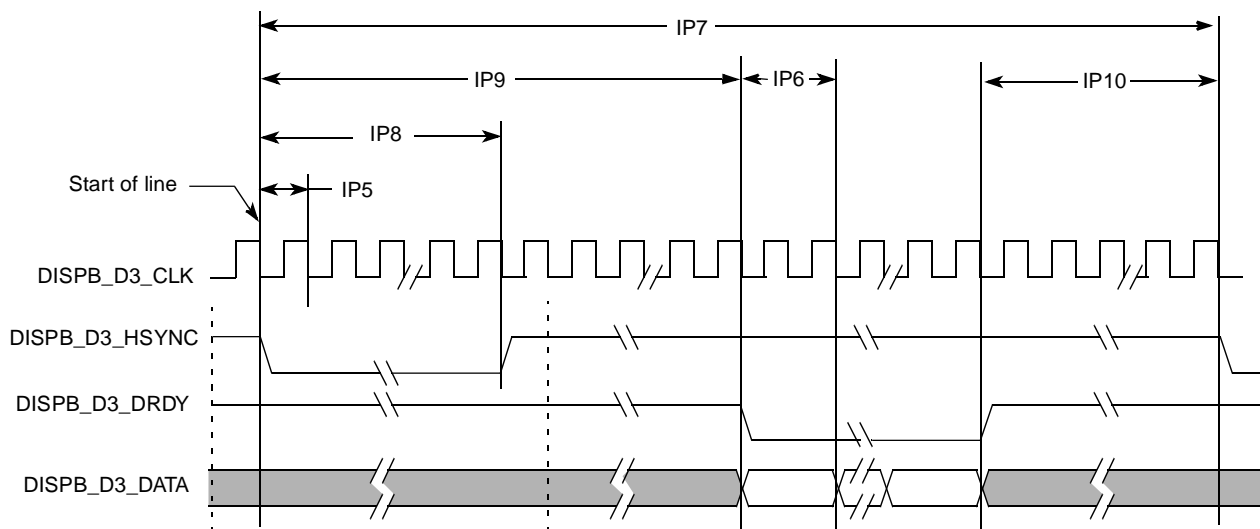 IP7
IP9
IP6
IP10
IP8
Start of line
IP5
DISPB_D3_CLK
DISPB_D3_HSYNC
DISPB_D3_DRDY
DISPB_D3_DATA